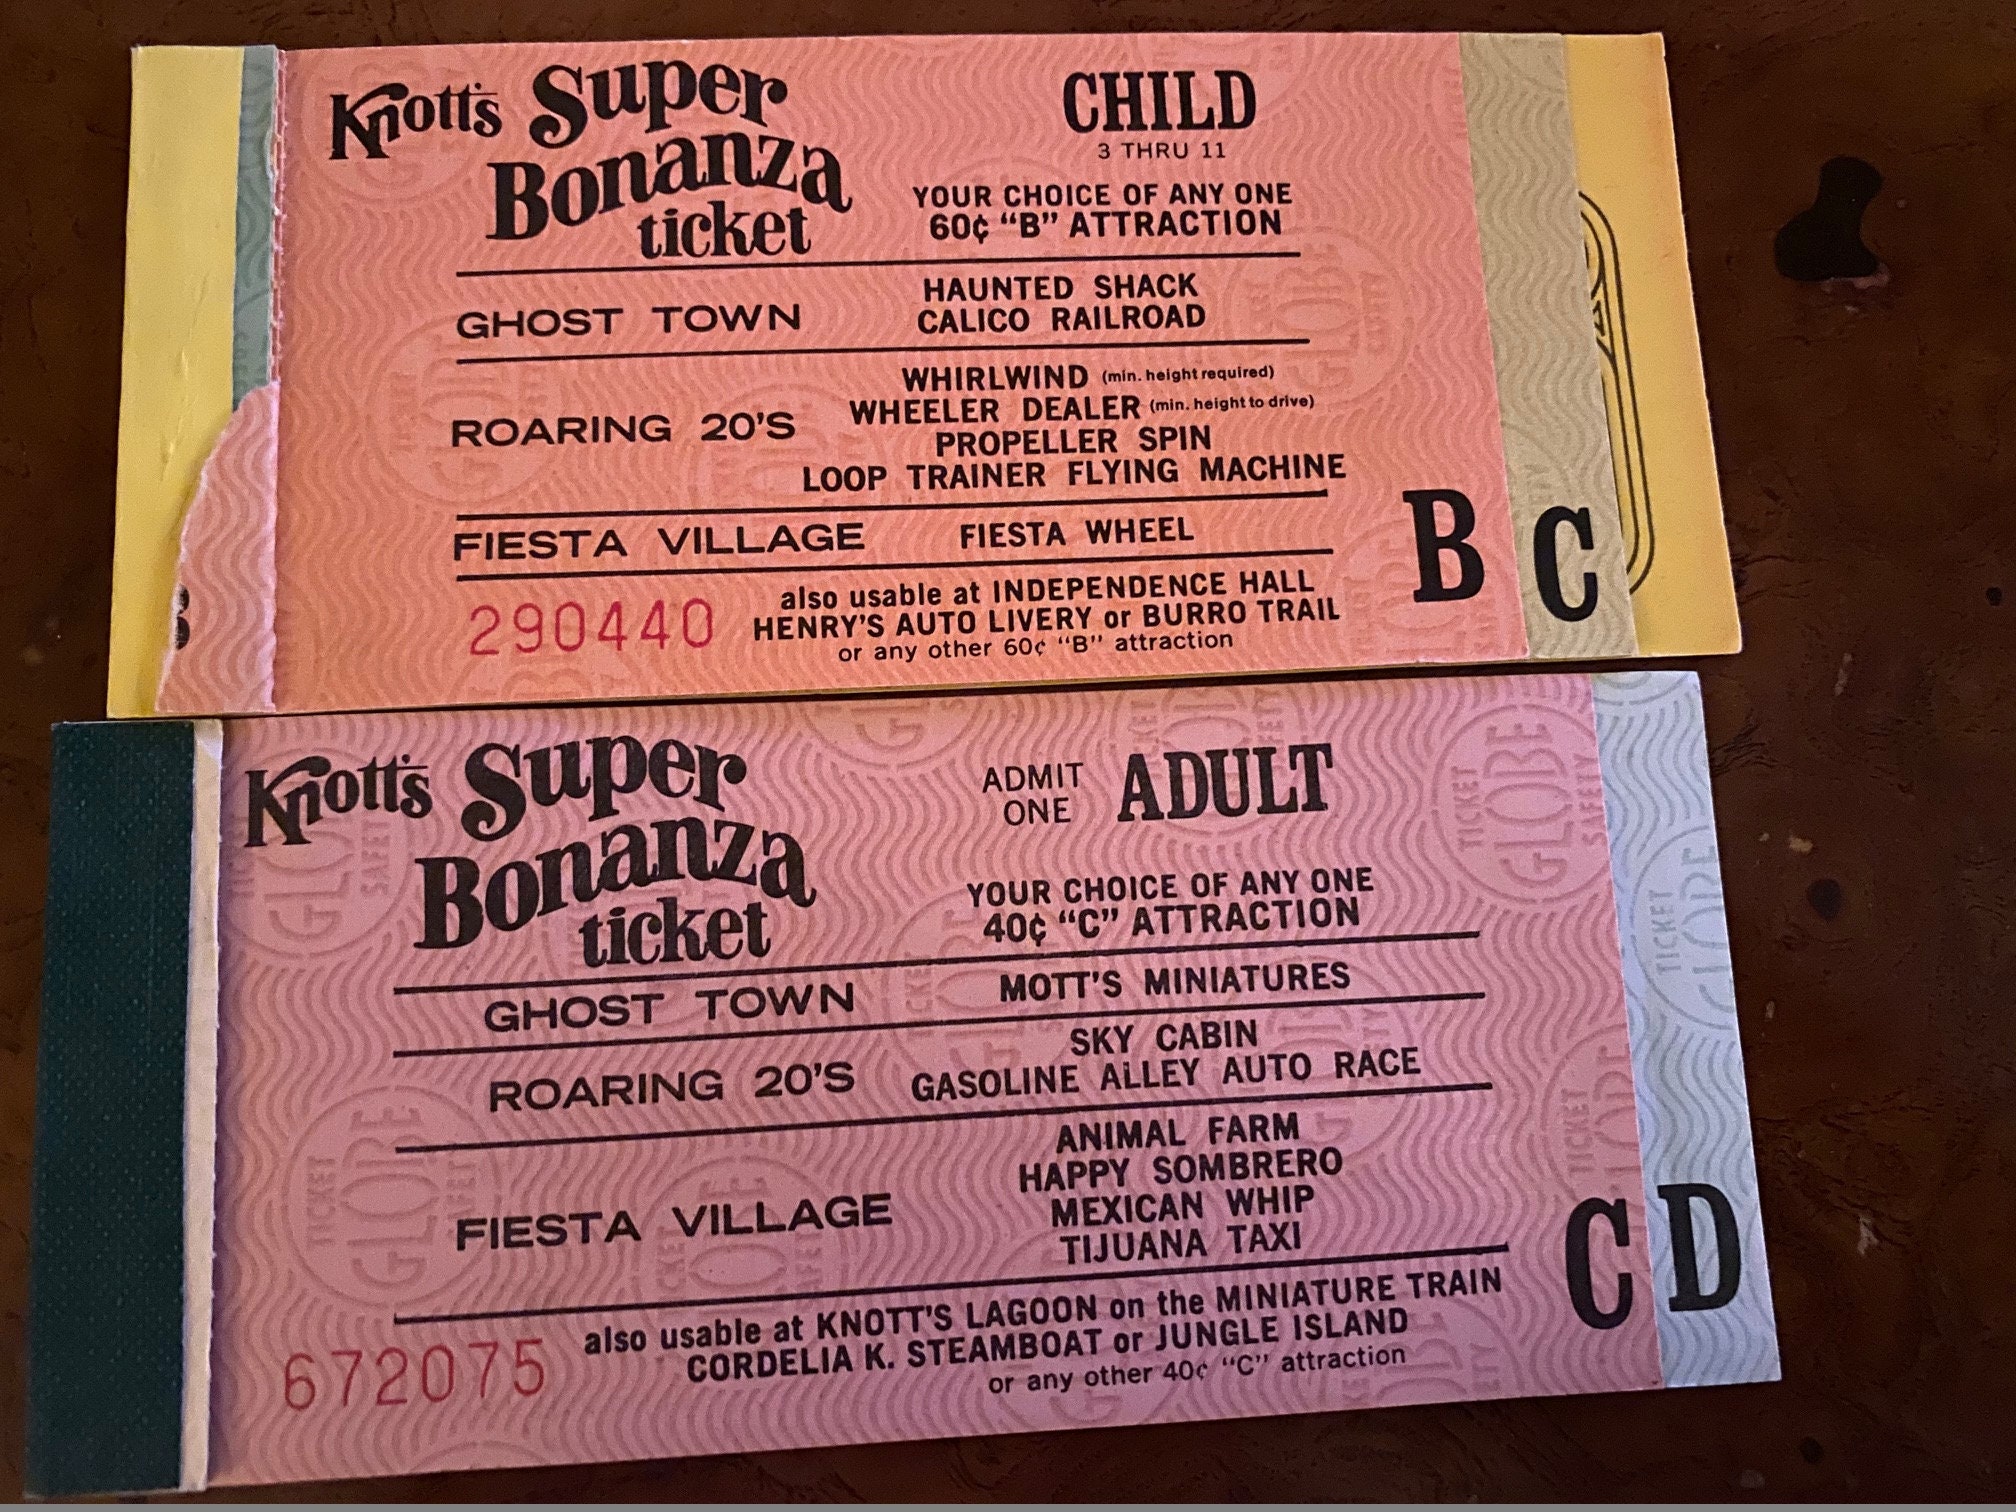 Knott's Super
Bonanza
ticket
CHILD
3 THRU 11
YOUR CHOICE OF ANY ONE
60¢ "B" ATTRACTION
GHOST TOWN
HAUNTED SHACK
CALICO RAILROAD
ROARING 20'S
WHIRLWIND (min. height required)
WHEELER DEALER (min. height to drive)
PROPELLER SPIN
LOOP TRAINER FLYING MACHINE
FIESTA VILLAGE FIESTA WHEEL
290440
also usable at INDEPENDENCE HALL
HENRY'S AUTO LIVERY or BURRO TRAIL
or any other 60¢ "B" attraction
B
C
Knott's Super
Bonanza
ticket
ADMIT
ONE
ADULT
YOUR CHOICE OF ANY ONE
40¢ "C" ATTRACTION
GHOST TOWN MOTT'S MINIATURES
ROARING 20'S
SKY CABIN
GASOLINE ALLEY AUTO RACE
FIESTA VILLAGE
ANIMAL FARM
HAPPY SOMBRERO
MEXICAN WHIP
TIJUANA TAXI
672075
also usable at KNOTT'S LAGOON on the MINIATURE TRAIN
CORDELIA K. STEAMBOAT or JUNGLE ISLAND
or any other 40¢ "C" attraction
C
D
TICKET
GLOBE
SAFETY